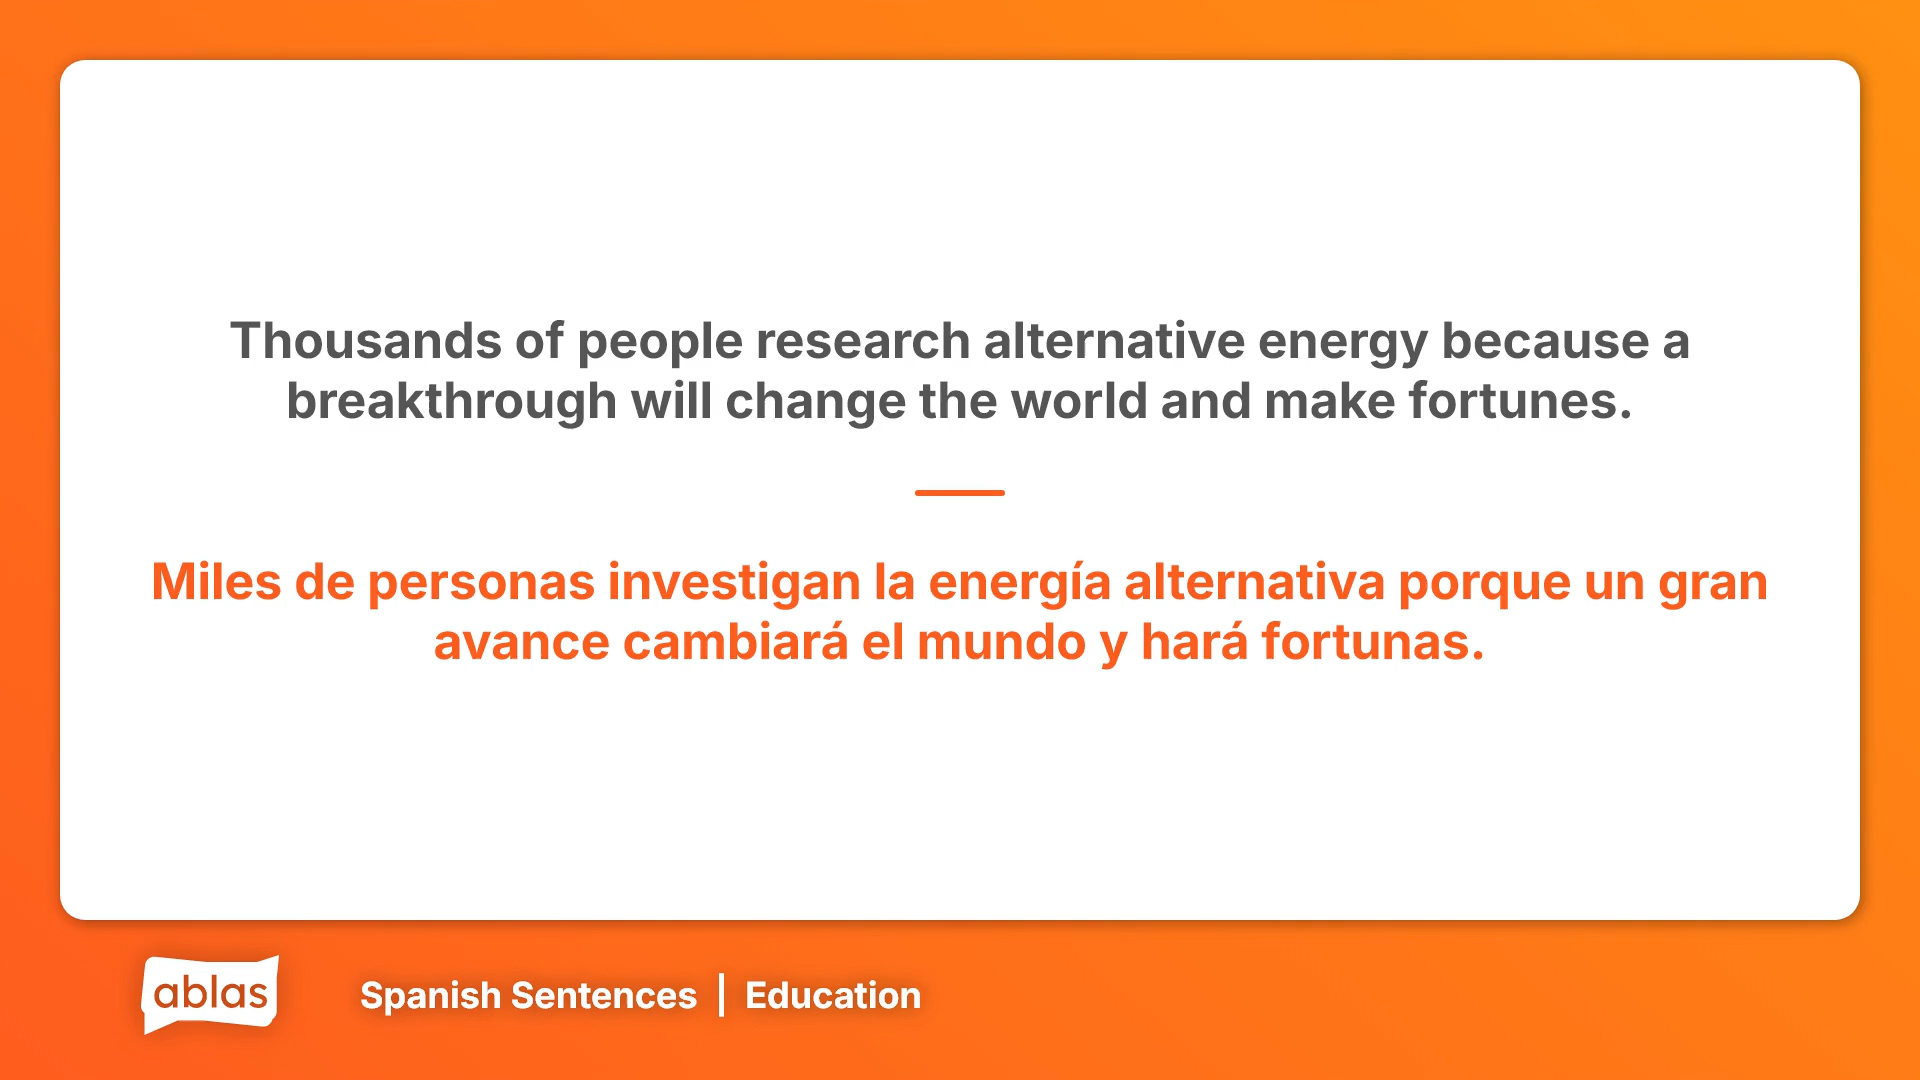 Thousands of people research alternative energy because a
breakthrough will change the world and make fortunes.
Miles de personas investigan la energía alternativa porque un gran
avance cambiará el mundo y hará fortunas.
ablas
Spanish Sentences | Education